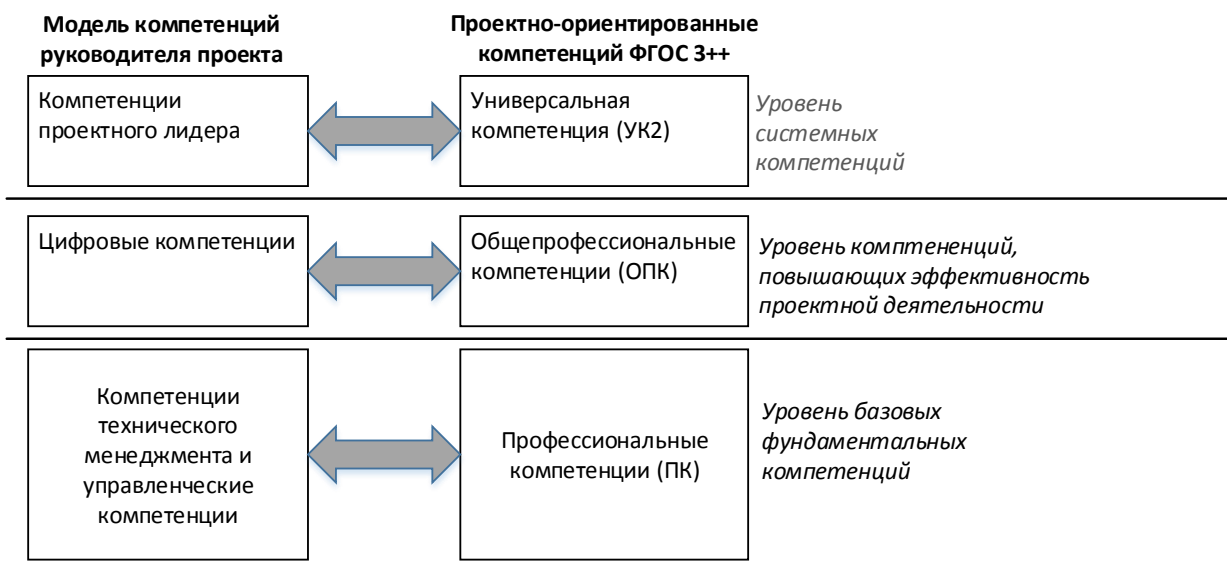 Модель компетенций
руководителя проекта
Проектно-ориентированные
компетенций ФГОС 3++
Компетенции
проектного лидера
Универсальная
компетенция (УК2)
Уровень
системных
компетенций
Цифровые компетенции
Общепрофессиональные
компетенции (ОПК)
Уровень комптененций,
повышающих эффективность
проектной деятельности
Компетенции
технического
менеджмента и
управленческие
компетенции
Профессиональные
компетенции (ПК)
Уровень базовых
фундаментальных
компетенций